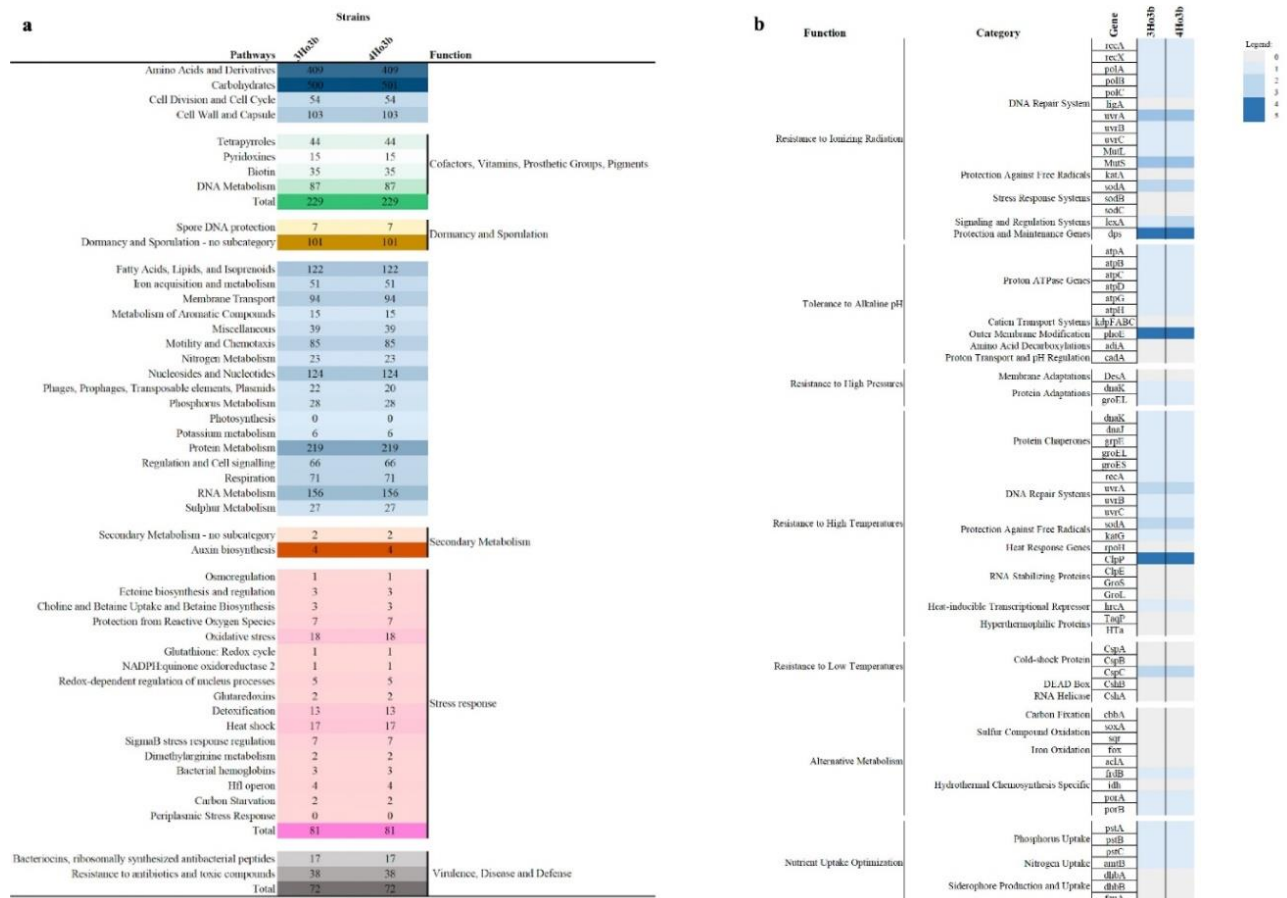 a
Strains
Pathways 3Ho3b 4Ho3b Function
Amino Acids and Derivatives 409 409
Carbohydrates 500 501
Cell Division and Cell Cycle 54 54
Cell Wall and Capsule 103 103
Tetrapyrroles 44 44
Pyridoxines 15 15
Cofactors, Vitamins, Prosthetic Groups, Pigments
Biotin 35 35
DNA Metabolism 87 87
Total 229 229
Spore DNA protection 7 7
Dormancy and Sporulation
Dormancy and Sporulation - no subcategory 101 101
Fatty Acids, Lipids, and Isoprenoids 122 122
Iron acquisition and metabolism 51 51
Membrane Transport 94 94
Metabolism of Aromatic Compounds 15 15
Miscellaneous 39 39
Motility and Chemotaxis 85 85
Nitrogen Metabolism 23 23
Nucleosides and Nucleotides 124 124
Phages, Prophages, Transposable elements, Plasmids 22 20
Phosphorus Metabolism 28 28
Photosynthesis 0 0
Potassium metabolism 6 6
Protein Metabolism 219 219
Regulation and Cell signalling 66 66
Respiration 71 71
RNA Metabolism 156 156
Sulphur Metabolism 27 27
Secondary Metabolism - no subcategory 2 2
Secondary Metabolism
Auxin biosynthesis 4 4
Osmoregulation 1 1
Ectoine biosynthesis and regulation 3 3
Choline and Betaine Uptake and Betaine Biosynthesis 3 3
Protection from Reactive Oxygen Species 7 7
Oxidative stress 18 18
Glutathione: Redox cycle 1 1
NADPH:quinone oxidoreductase 2 1 1
Redox-dependent regulation of nucleus processes 5 5
Glutaredoxins 2 2
Stress response
Detoxification 13 13
Heat shock 17 17
SigmaB stress response regulation 7 7
Dimethylarginine metabolism 2 2
Bacterial hemoglobins 3 3
Hfl operon 4 4
Carbon Starvation 2 2
Periplasmic Stress Response 0 0
Total 81 81
Bacteriocins, ribosomally synthesized antibacterial peptides 17 17
Resistance to antibiotics and toxic compounds 38 38
Virulence, Disease and Defense
Total 72 72
b
Function Category Gene 3Ho3b 4Ho3b
Legend:
0
1
2
3
4
5
Resistance to Ionizing Radiation
DNA Repair System
recA
recX
polA
polB
polC
ligA
uvrA
uvrB
uvrC
MutL
MutS
Protection Against Free Radicals katA
Stress Response Systems
sodA
sodB
sodC
Signaling and Regulation Systems lexA
Protection and Maintenance Genes dps
Tolerance to Alkaline pH
Proton ATPase Genes
atpA
atpB
atpC
atpD
atpG
atpH
Cation Transport Systems kdpFABC
Outer Membrane Modification phoE
Amino Acid Decarboxylations adiA
Proton Transport and pH Regulation cadA
Resistance to High Pressures
Membrane Adaptations DesA
Protein Adaptations
dnaK
groEL
Resistance to High Temperatures
Protein Chaperones
dnaK
dnaJ
grpE
groEL
groES
DNA Repair Systems
recA
uvrA
uvrB
uvrC
Protection Against Free Radicals
sodA
katG
Heat Response Genes rpoH
ClpP
RNA Stabilizing Proteins
ClpE
GroS
GroL
Heat-inducible Transcriptional Represser hrcA
Hyperthermophilic Proteins
TaqP
HTa
Resistance to Low Temperatures
Cold-shock Protein
CspA
CspB
CspC
DEAD Box CshB
RNA Helicase CshA
Alternative Metabolism
Carbon Fixation cbbA
Sulfur Compound Oxidation
soxA
sqr
Iron Oxidation fox
Hydrothermal Chemosynthesis Specific
aclA
frdB
idh
porA
porB
Nutrient Uptake Optimization
Phosphorus Uptake
pstA
pstB
pstC
Nitrogen Uptake amtB
Siderophore Production and Uptake
dhbA
dhbB